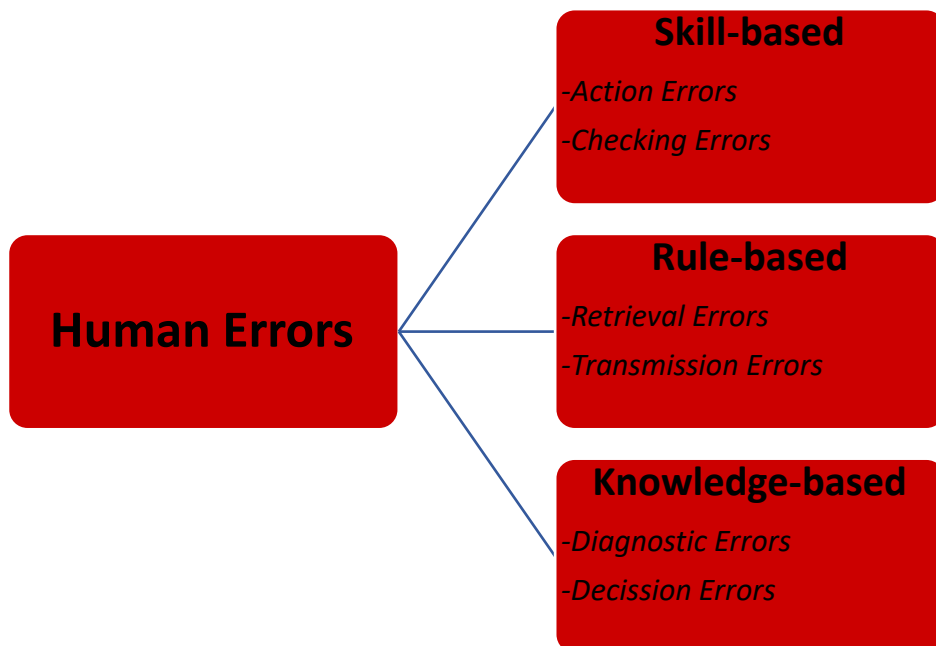 Human Errors
Skill-based
-Action Errors
-Checking Errors
Rule-based
-Retrieval Errors
-Transmission Errors
Knowledge-based
-Diagnostic Errors
-Decission Errors